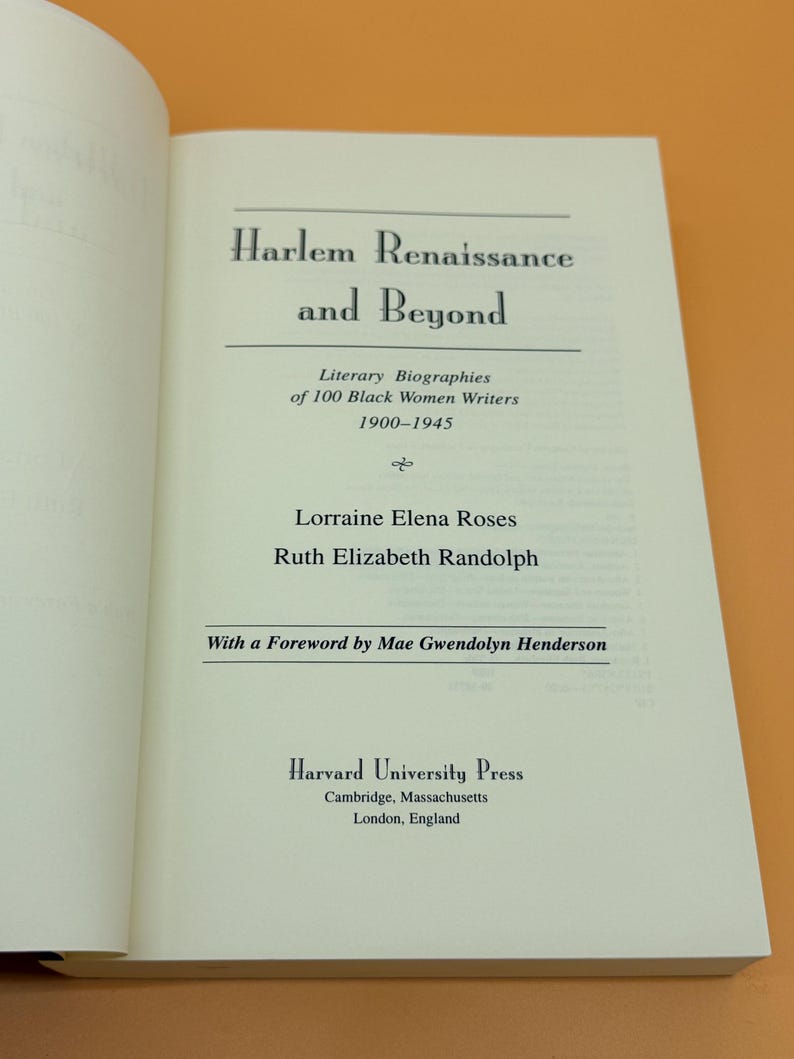 Harlem Renaissance
and Beyond
Literary Biographies
of 100 Black Women Writers
1900–1945
Lorraine Elena Roses
Ruth Elizabeth Randolph
With a Foreword by Mae Gwendolyn Henderson
Harvard University Press
Cambridge, Massachusetts
London, England